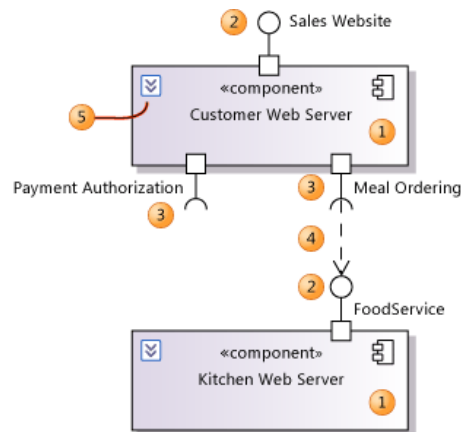 2 Sales Website
«component»
5
Customer Web Server
1
Payment Authorization
3 Meal Ordering
3
4
2
FoodService
«component»
Kitchen Web Server
1